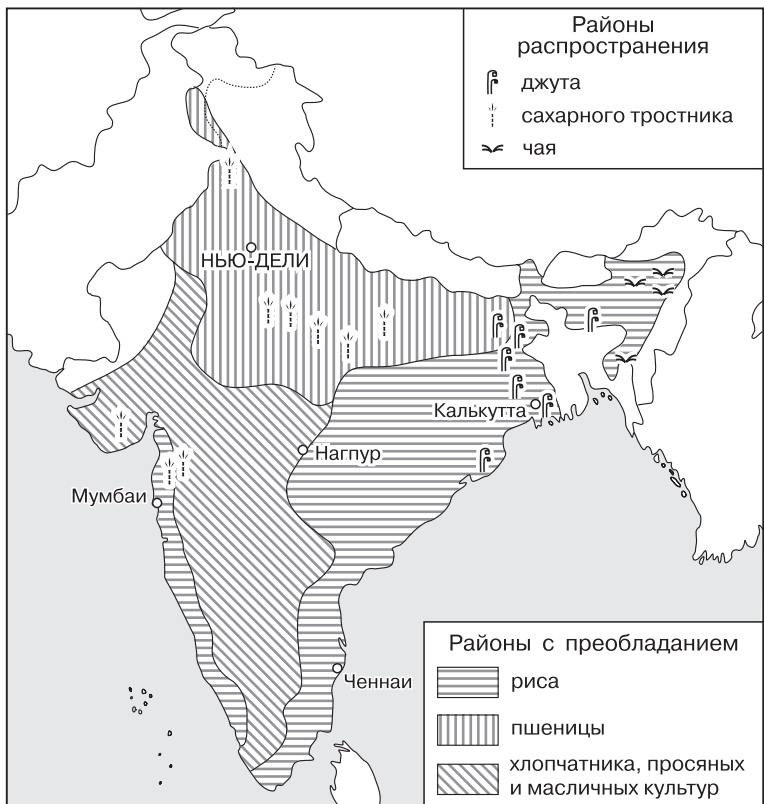 Районы
распространения
джута
сахарного тростника
чая
НЬЮ-ДЕЛИ
Калькутта
Нагпур
Мумбаи
Ченнаи
Районы с преобладанием
риса
пшеницы
хлопчатника, просяных
и масличных культур